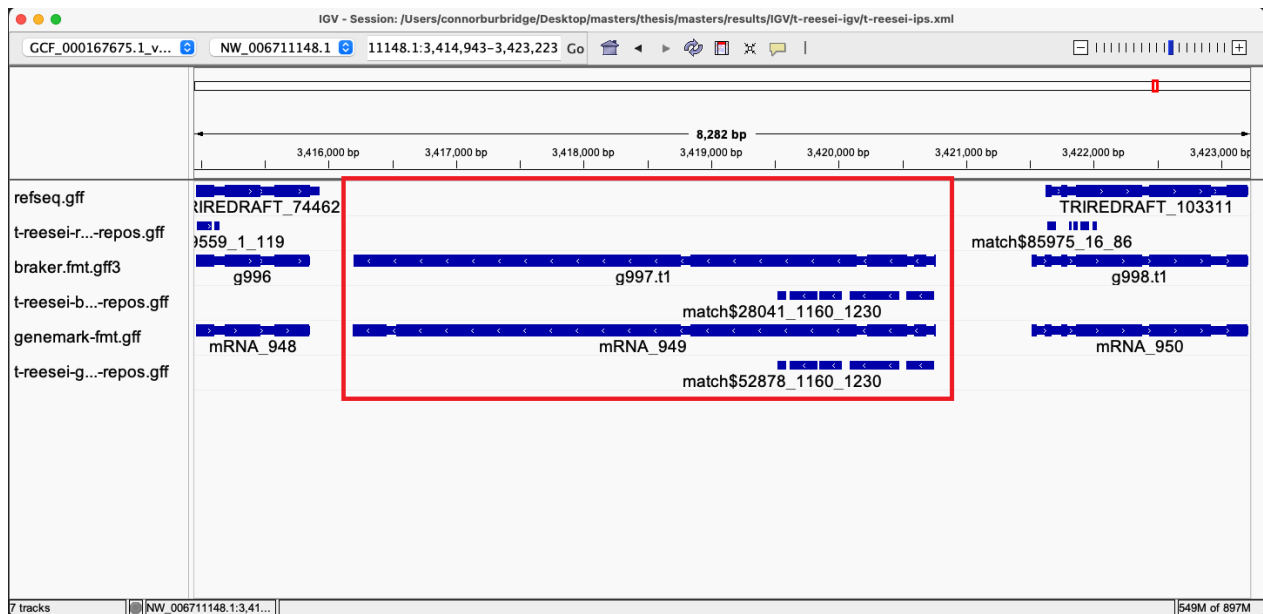 IGV - Session: /Users/connorburbridge/Desktop/masters/thesis/masters/results/IGV/t-reesei-igv/t-reesei-ips.xml
GCF_000167675.1_v... NW_006711148.1 11148.1:3,414,943-3,423,223 Go
8,282 bp
3,416,000 bp 3,417,000 bp 3,418,000 bp 3,419,000 bp 3,420,000 bp 3,421,000 bp 3,422,000 bp 3,423,000 bp
refseq.gff
RIREDRAFT_74462 TRIREDRAFT_103311
t-reesei-r...-repos.gff
9559_1_119 match$85975_16_86
braker.fmt.gff3
g996 g997.t1 g998.t1
t-reesei-b...-repos.gff
match$28041_1160_1230
genemark-fmt.gff
mRNA_948 mRNA_949 mRNA_950
t-reesei-g...-repos.gff
match$52878_1160_1230
7 tracks NW_006711148.1:3,41... 549M of 897M